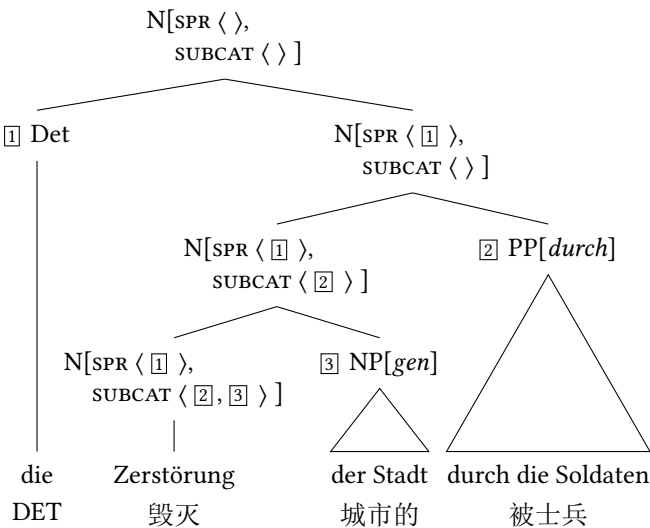 N[SPR ⟨ ⟩,
SUBCAT ⟨ ⟩ ]
1 Det
N[SPR ⟨ 1 ⟩,
SUBCAT ⟨ ⟩ ]
N[SPR ⟨ 1 ⟩,
SUBCAT ⟨ 2 ⟩ ]
2 PP[durch]
N[SPR ⟨ 1 ⟩,
SUBCAT ⟨ 2, 3 ⟩ ]
3 NP[gen]
die Zerstörung der Stadt durch die Soldaten
DET 毁灭 城市的 被士兵